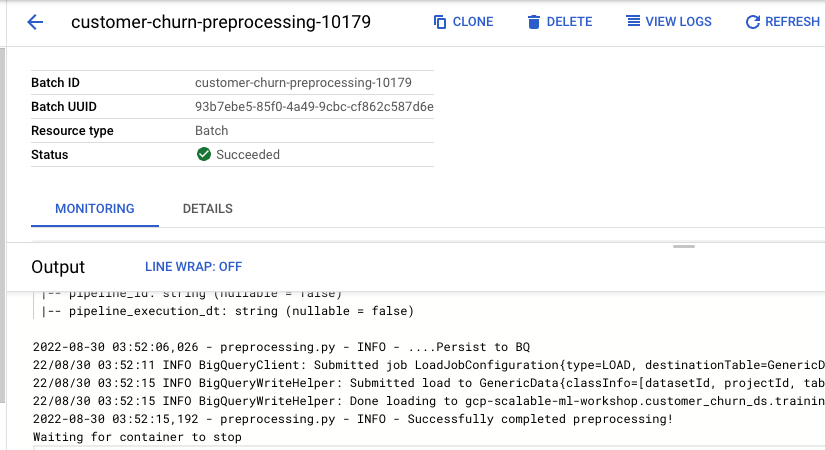 customer-churn-preprocessing-10179 CLONE DELETE VIEW LOGS REFRESH
Batch ID customer-churn-preprocessing-10179
Batch UUID 93b7ebe5-85f0-4a49-9cbc-cf862c587d6e
Resource type Batch
Status Succeeded
MONITORING DETAILS
Output LINE WRAP: OFF
|-- pipeline_id: string (nullable = false)
|-- pipeline_execution_dt: string (nullable = false)
2022-08-30 03:52:06,026 - preprocessing.py - INFO - ....Persist to BQ
22/08/30 03:52:11 INFO BigQueryClient: Submitted job LoadJobConfiguration{type=LOAD, destinationTable=GenericD
22/08/30 03:52:15 INFO BigQueryWriteHelper: Submitted load to GenericData{classInfo=[datasetId, projectId, tab
22/08/30 03:52:15 INFO BigQueryWriteHelper: Done loading to gcp-scalable-ml-workshop.customer_churn_ds.trainin
2022-08-30 03:52:15,192 - preprocessing.py - INFO - Successfully completed preprocessing!
Waiting for container to stop